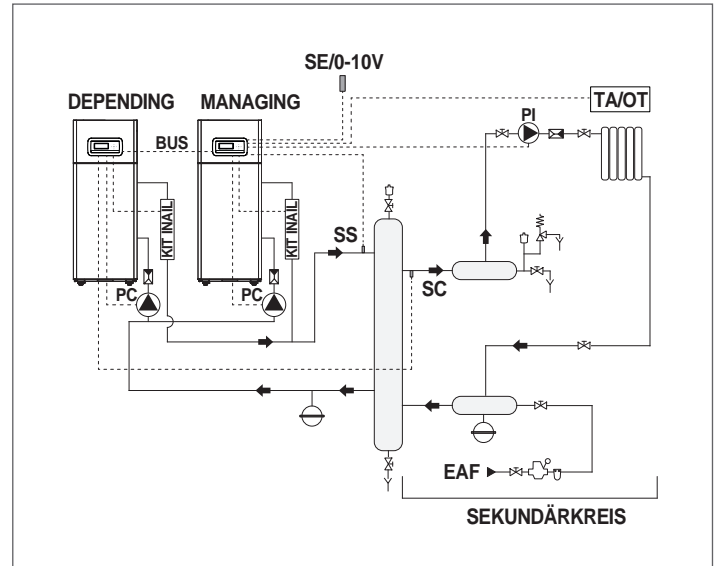 SE/0-10V
DEPENDING
MANAGING
TA/OT
PI
BUS
KIT INAIL
KIT INAIL
SS
SC
PC
PC
EAF
SEKUNDÄRKREIS